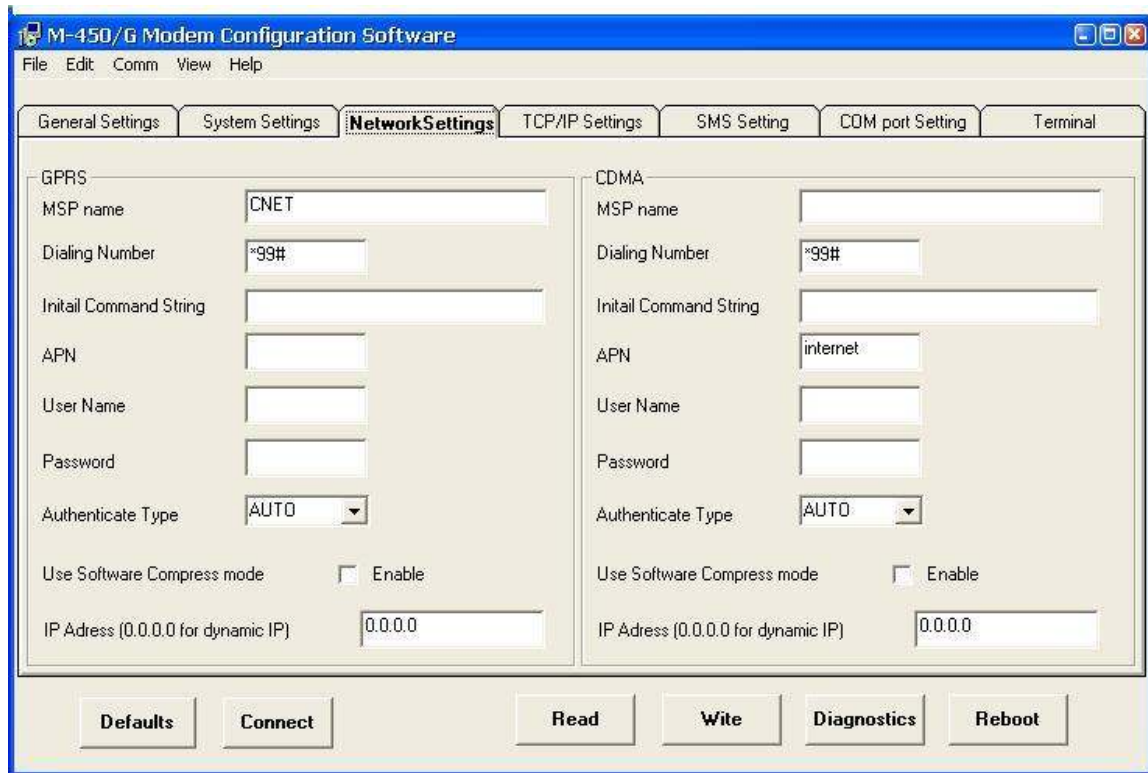 M-450/G Modem Configuration Software
File Edit Comm View Help
General Settings System Settings NetworkSettings TCP/IP Settings SMS Setting COM port Setting Terminal
GPRS
MSP name CNET
Dialing Number *99#
Initail Command String
APN
User Name
Password
Authenticate Type AUTO
Use Software Compress mode Enable
IP Adress (0.0.0.0 for dynamic IP) 0.0.0.0
CDMA
MSP name
Dialing Number *99#
Initail Command String
APN internet
User Name
Password
Authenticate Type AUTO
Use Software Compress mode Enable
IP Adress (0.0.0.0 for dynamic IP) 0.0.0.0
Defaults Connect Read Wite Diagnostics Reboot